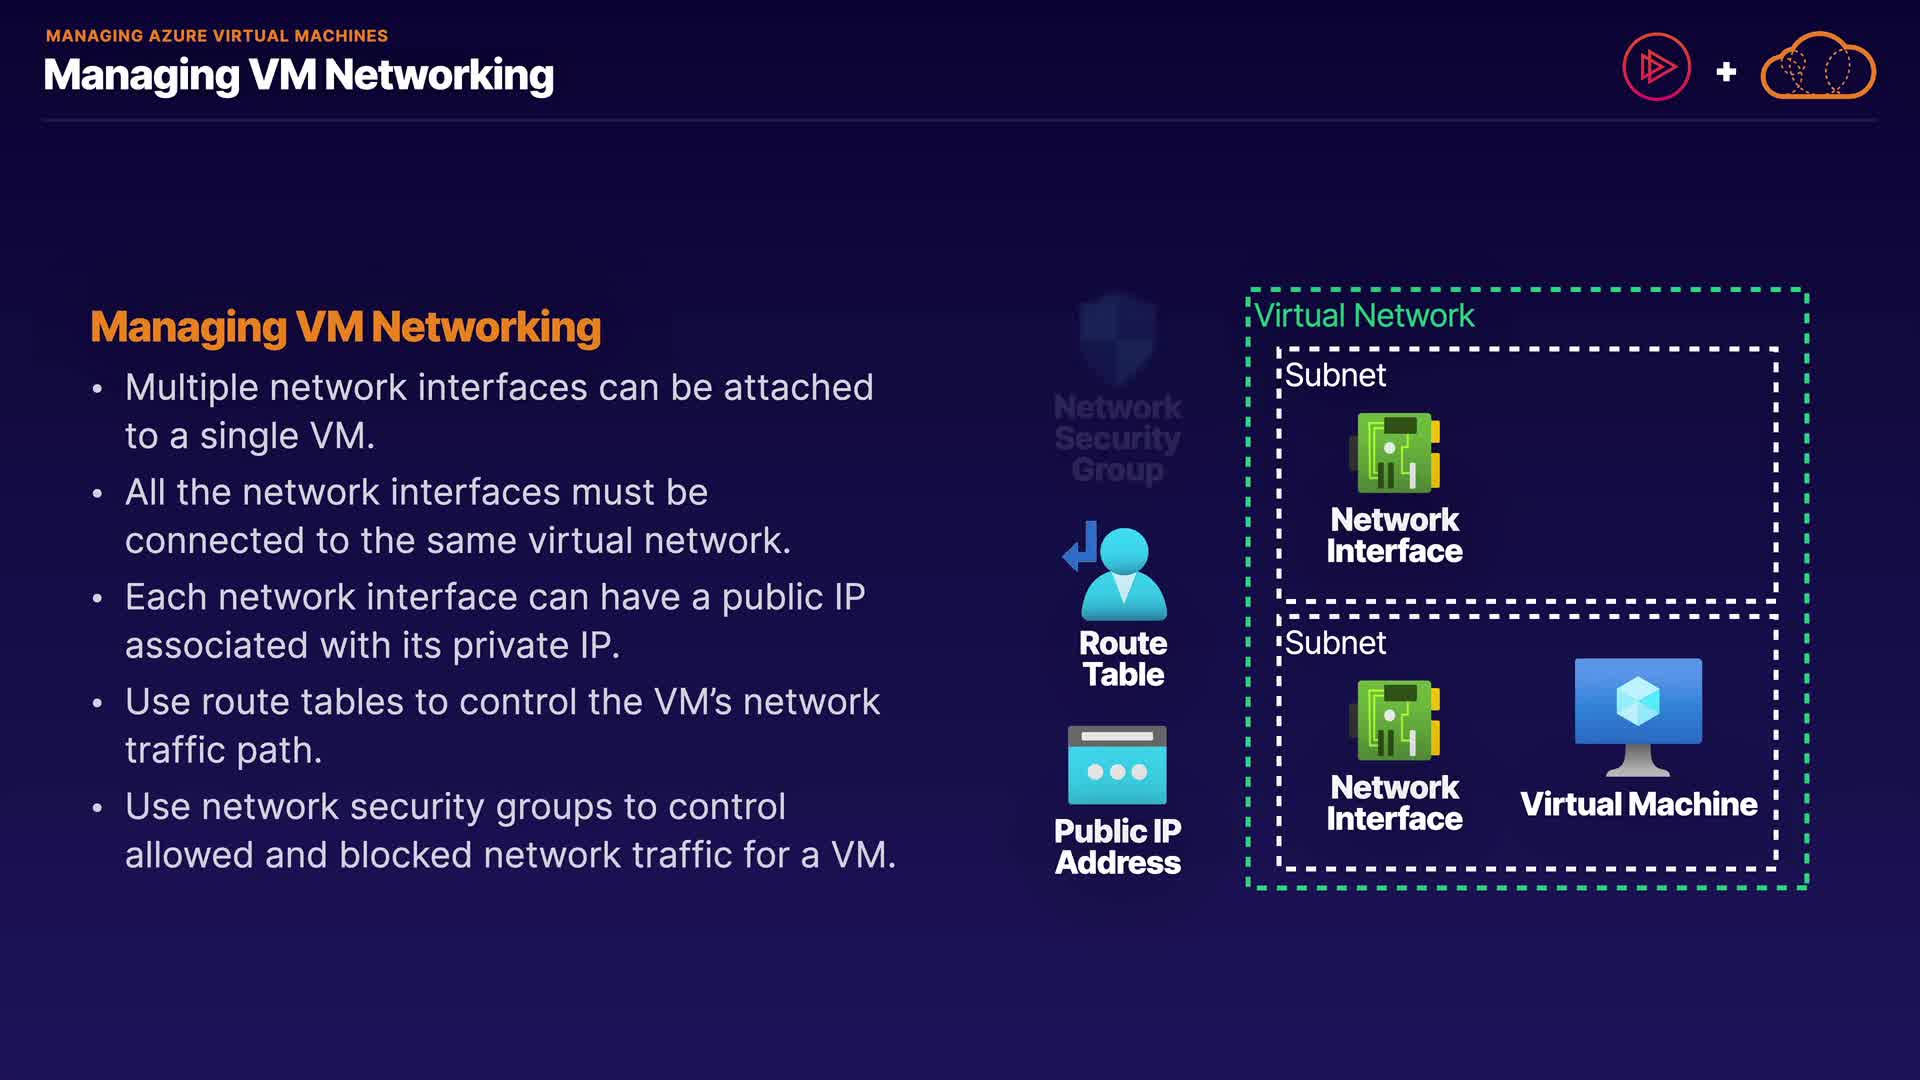 MANAGING AZURE VIRTUAL MACHINES
Managing VM Networking
Managing VM Networking
• Multiple network interfaces can be attached
to a single VM.
• All the network interfaces must be
connected to the same virtual network.
• Each network interface can have a public IP
associated with its private IP.
• Use route tables to control the VM’s network
traffic path.
• Use network security groups to control
allowed and blocked network traffic for a VM.
Network
Security
Group
Route
Table
Public IP
Address
Virtual Network
Subnet
Network
Interface
Subnet
Network
Interface
Virtual Machine